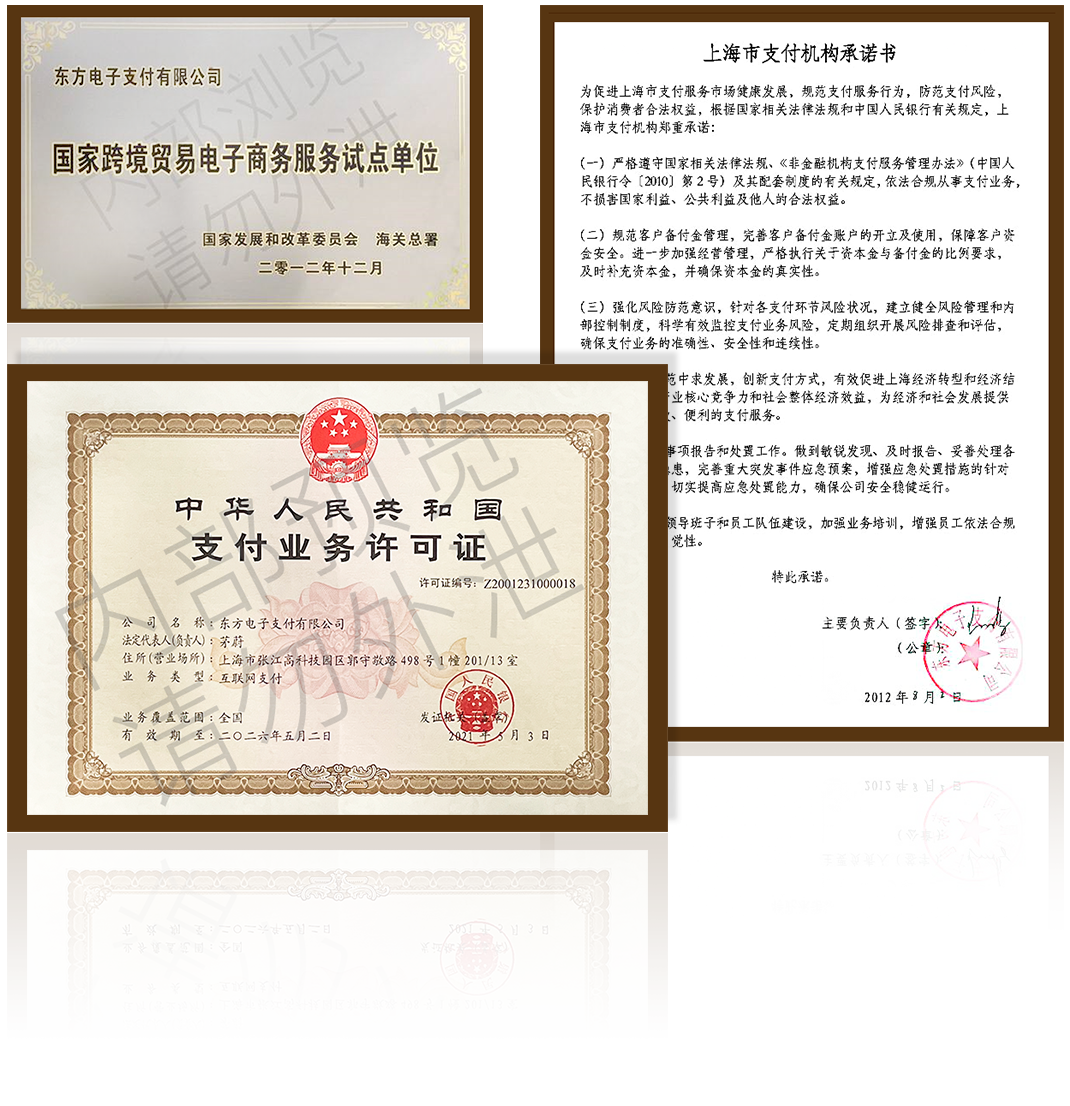 东方电子支付有限公司
国家跨境贸易电子商务服务试点单位
国家发展和改革委员会 海关总署
二零一二年十二月
内部浏览
请勿外泄
上海市支付机构承诺书
为促进上海市支付服务市场健康发展，规范支付服务行为，防范支付风险，
保护消费者合法权益，根据国家相关法律法规和中国人民银行有关规定，上
海市支付机构郑重承诺：
(一) 严格遵守国家相关法律法规、《非金融机构支付服务管理办法》(中国人
民银行令〔2010〕第2号) 及其配套制度的有关规定，依法合规从事支付业务，
不损害国家利益、公共利益及他人的合法权益。
(二) 规范客户备付金管理，完善客户备付金账户的开立及使用，保障客户资
金安全。进一步加强经营管理，严格执行关于资本金与备付金的比例要求，
及时补充资本金，并确保资本金的真实性。
(三) 强化风险防范意识，针对各支付环节风险状况，建立健全风险管理和内
部控制制度，科学有效监控支付业务风险，定期组织开展风险排查和评估，
确保支付业务的准确性、安全性和连续性。
中求发展，创新支付方式，有效促进上海经济转型和经济结
业核心竞争力和社会整体经济效益，为经济和社会发展提供
、便利的支付服务。
事项报告和处置工作。做到敏锐发现、及时报告、妥善处理各
患，完善重大突发事件应急预案，增强应急处置措施的针对
切实提高应急处置能力，确保公司安全稳健运行。
领导班子和员工队伍建设，加强业务培训，增强员工依法合规
觉性。
特此承诺。
主要负责人 (签字):
(公章):
2012 年 8 月 日
中华人民共和国
支付业务许可证
许可证编号: Z2001231000018
公司名称: 东方电子支付有限公司
法定代表人(负责人): 茅蔚
住所(营业场所): 上海市张江高科技园区郭守敬路498号1幢201/13室
业务类型: 互联网支付
业务覆盖范围: 全国
发证机关 (盖章)
有效期至: 二〇二六年五月二日
2021 年 5 月 3 日
内部预览
请勿外泄